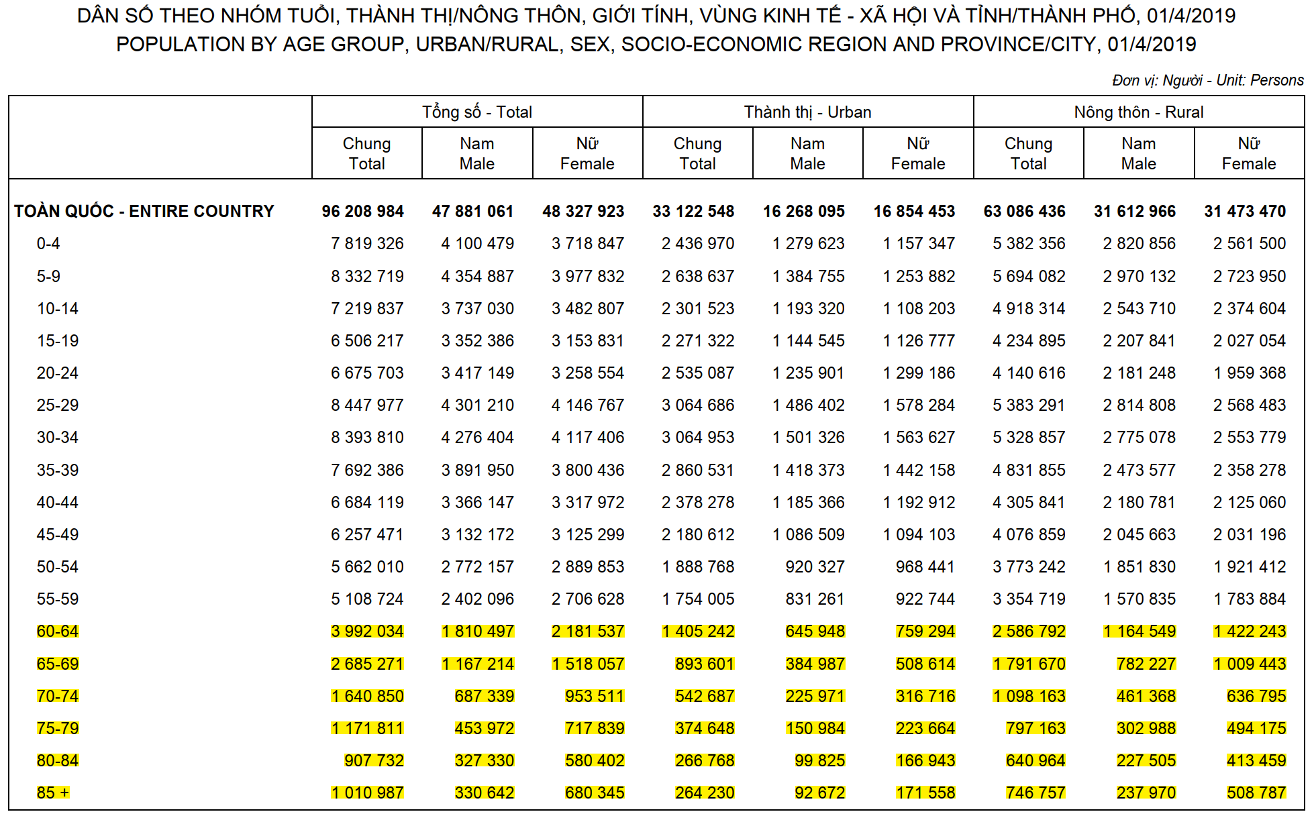 DÂN SỐ THEO NHÓM TUỔI, THÀNH THỊ/NÔNG THÔN, GIỚI TÍNH, VÙNG KINH TẾ - XÃ HỘI VÀ TỈNH/THÀNH PHỐ, 01/4/2019
POPULATION BY AGE GROUP, URBAN/RURAL, SEX, SOCIO-ECONOMIC REGION AND PROVINCE/CITY, 01/4/2019
Đơn vị: Người - Unit: Persons
Tổng số - Total Thành thị - Urban Nông thôn - Rural
Chung Nam Nữ Chung Nam Nữ Chung Nam Nữ
Total Male Female Total Male Female Total Male Female
TOÀN QUỐC - ENTIRE COUNTRY 96 208 984 47 881 061 48 327 923 33 122 548 16 268 095 16 854 453 63 086 436 31 612 966 31 473 470
0-4 7 819 326 4 100 479 3 718 847 2 436 970 1 279 623 1 157 347 5 382 356 2 820 856 2 561 500
5-9 8 332 719 4 354 887 3 977 832 2 638 637 1 384 755 1 253 882 5 694 082 2 970 132 2 723 950
10-14 7 219 837 3 737 030 3 482 807 2 301 523 1 193 320 1 108 203 4 918 314 2 543 710 2 374 604
15-19 6 506 217 3 352 386 3 153 831 2 271 322 1 144 545 1 126 777 4 234 895 2 207 841 2 027 054
20-24 6 675 703 3 417 149 3 258 554 2 535 087 1 235 901 1 299 186 4 140 616 2 181 248 1 959 368
25-29 8 447 977 4 301 210 4 146 767 3 064 686 1 486 402 1 578 284 5 383 291 2 814 808 2 568 483
30-34 8 393 810 4 276 404 4 117 406 3 064 953 1 501 326 1 563 627 5 328 857 2 775 078 2 553 779
35-39 7 692 386 3 891 950 3 800 436 2 860 531 1 418 373 1 442 158 4 831 855 2 473 577 2 358 278
40-44 6 684 119 3 366 147 3 317 972 2 378 278 1 185 366 1 192 912 4 305 841 2 180 781 2 125 060
45-49 6 257 471 3 132 172 3 125 299 2 180 612 1 086 509 1 094 103 4 076 859 2 045 663 2 031 196
50-54 5 662 010 2 772 157 2 889 853 1 888 768 920 327 968 441 3 773 242 1 851 830 1 921 412
55-59 5 108 724 2 402 096 2 706 628 1 754 005 831 261 922 744 3 354 719 1 570 835 1 783 884
60-64 3 992 034 1 810 497 2 181 537 1 405 242 645 948 759 294 2 586 792 1 164 549 1 422 243
65-69 2 685 271 1 167 214 1 518 057 893 601 384 987 508 614 1 791 670 782 227 1 009 443
70-74 1 640 850 687 339 953 511 542 687 225 971 316 716 1 098 163 461 368 636 795
75-79 1 171 811 453 972 717 839 374 648 150 984 223 664 797 163 302 988 494 175
80-84 907 732 327 330 580 402 266 768 99 825 166 943 640 964 227 505 413 459
85 + 1 010 987 330 642 680 345 264 230 92 672 171 558 746 757 237 970 508 787